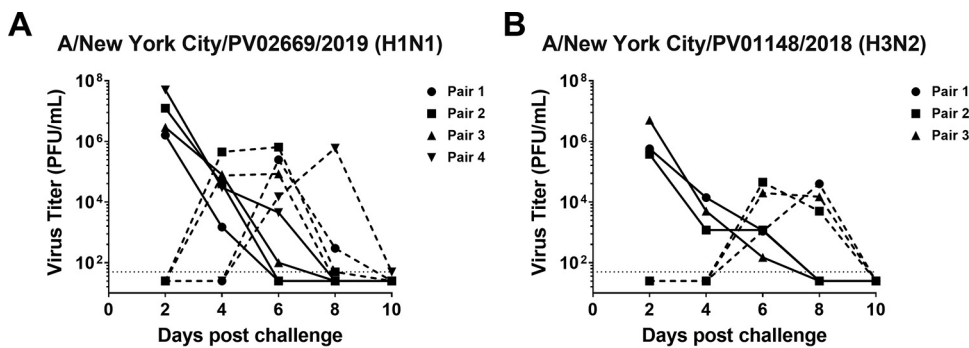 A
A/New York City/PV02669/2019 (H1N1)
Virus Titer (PFU/mL)
10⁸
10⁶
10⁴
10²
0 2 4 6 8 10
Days post challenge
Pair 1
Pair 2
Pair 3
Pair 4
B
A/New York City/PV01148/2018 (H3N2)
Virus Titer (PFU/mL)
10⁸
10⁶
10⁴
10²
0 2 4 6 8 10
Days post challenge
Pair 1
Pair 2
Pair 3